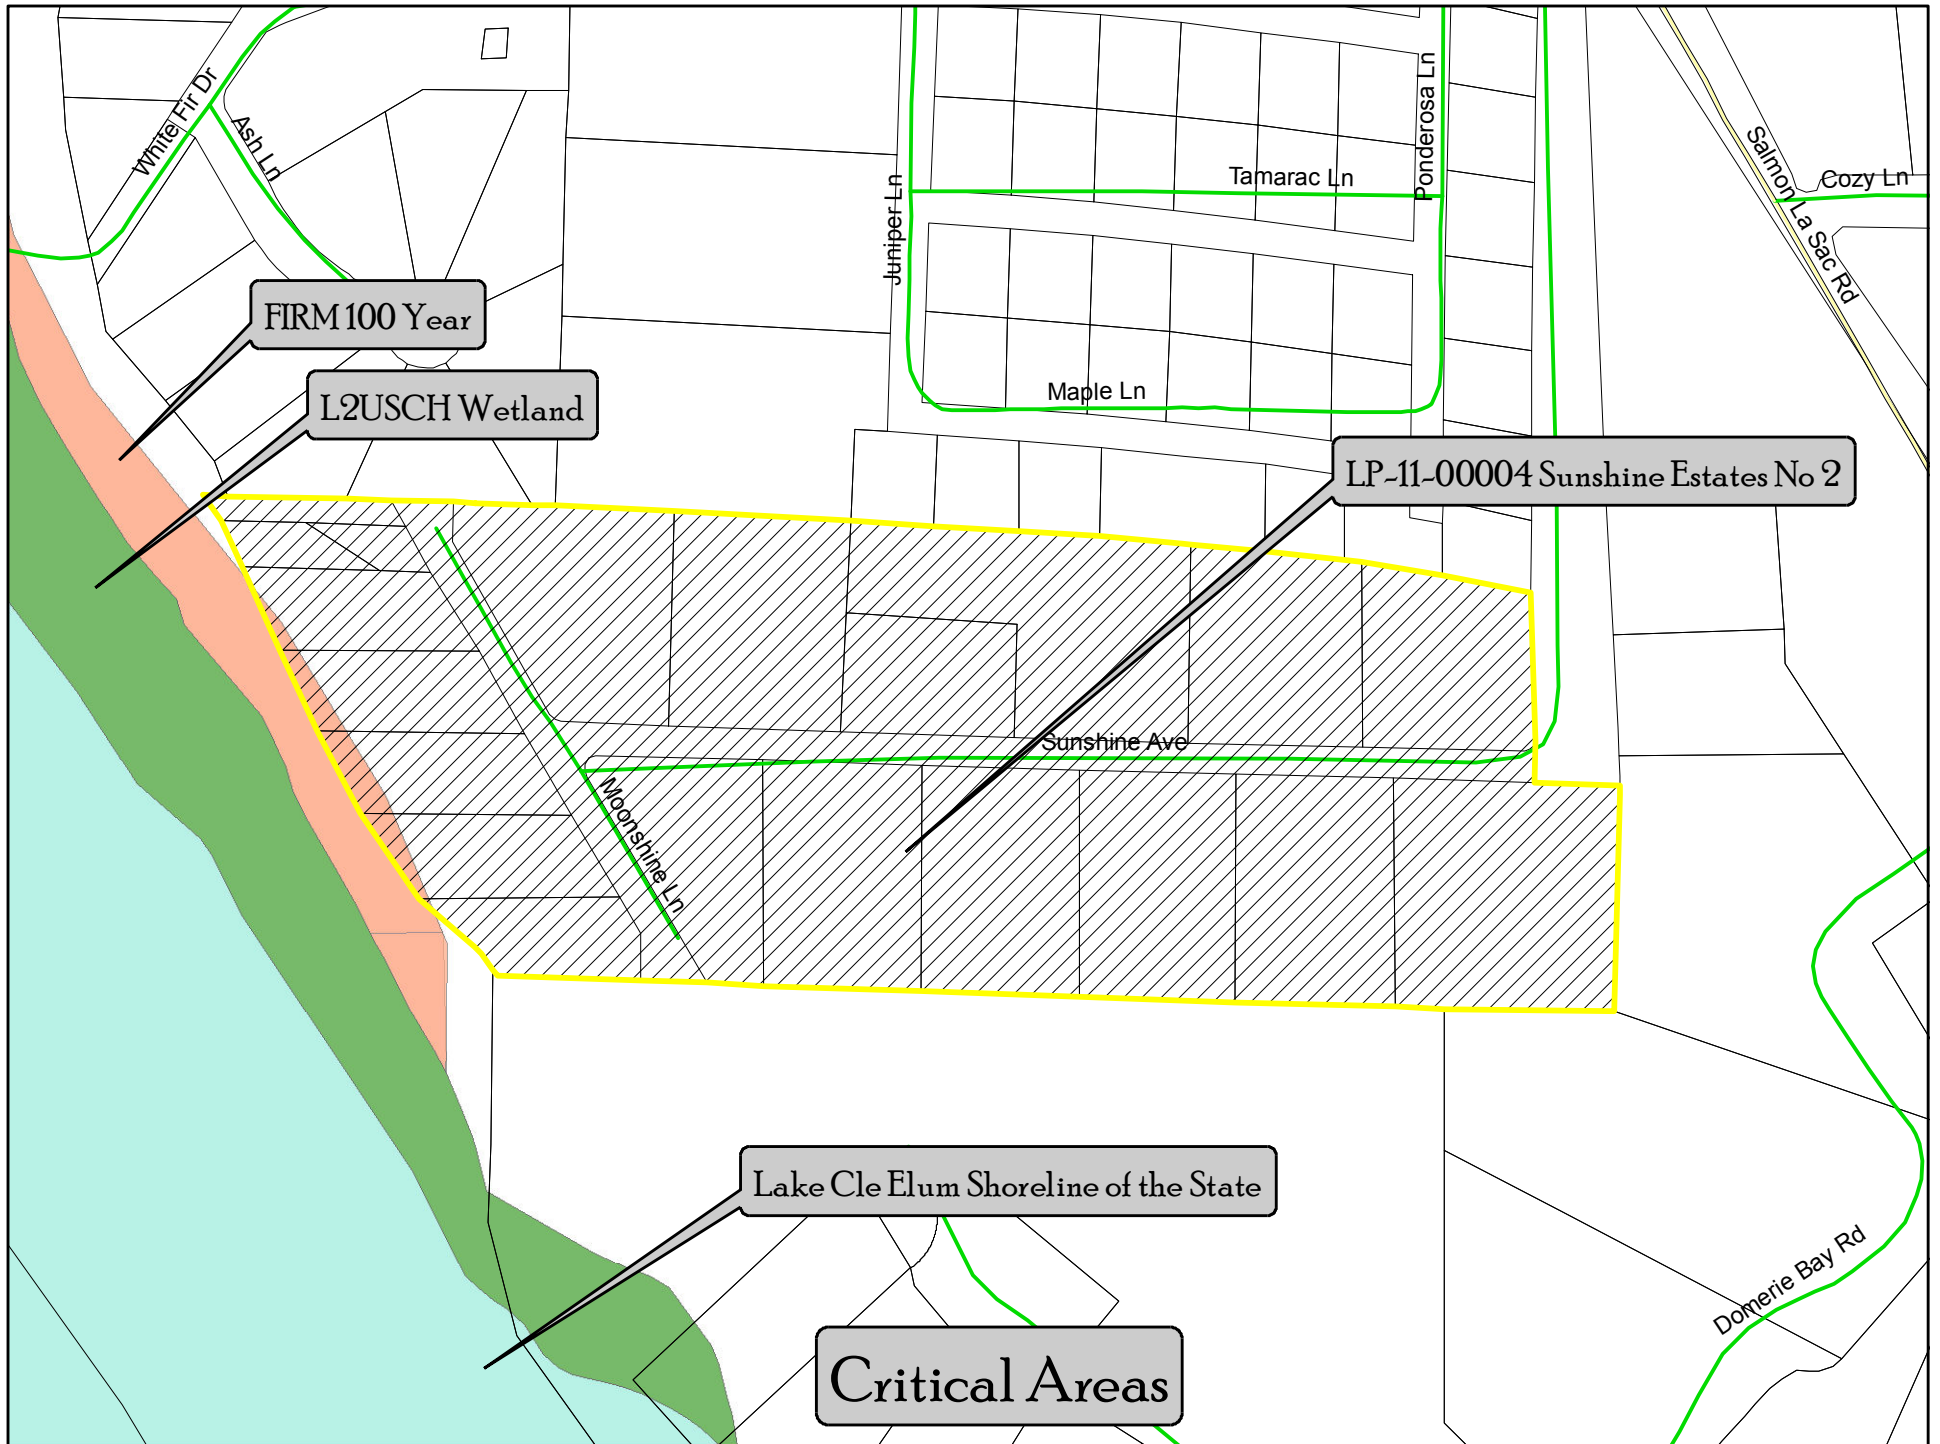 White Fir Dr
Ash Ln
Juniper Ln
Tamarac Ln
Ponderosa Ln
Salmon La Sac Rd
Cozy Ln
FIRM 100 Year
L2USCH Wetland
Maple Ln
LP-11-00004 Sunshine Estates No 2
Sunshine Ave
Moonshine Ln
Lake Cle Elum Shoreline of the State
Domerie Bay Rd
Critical Areas